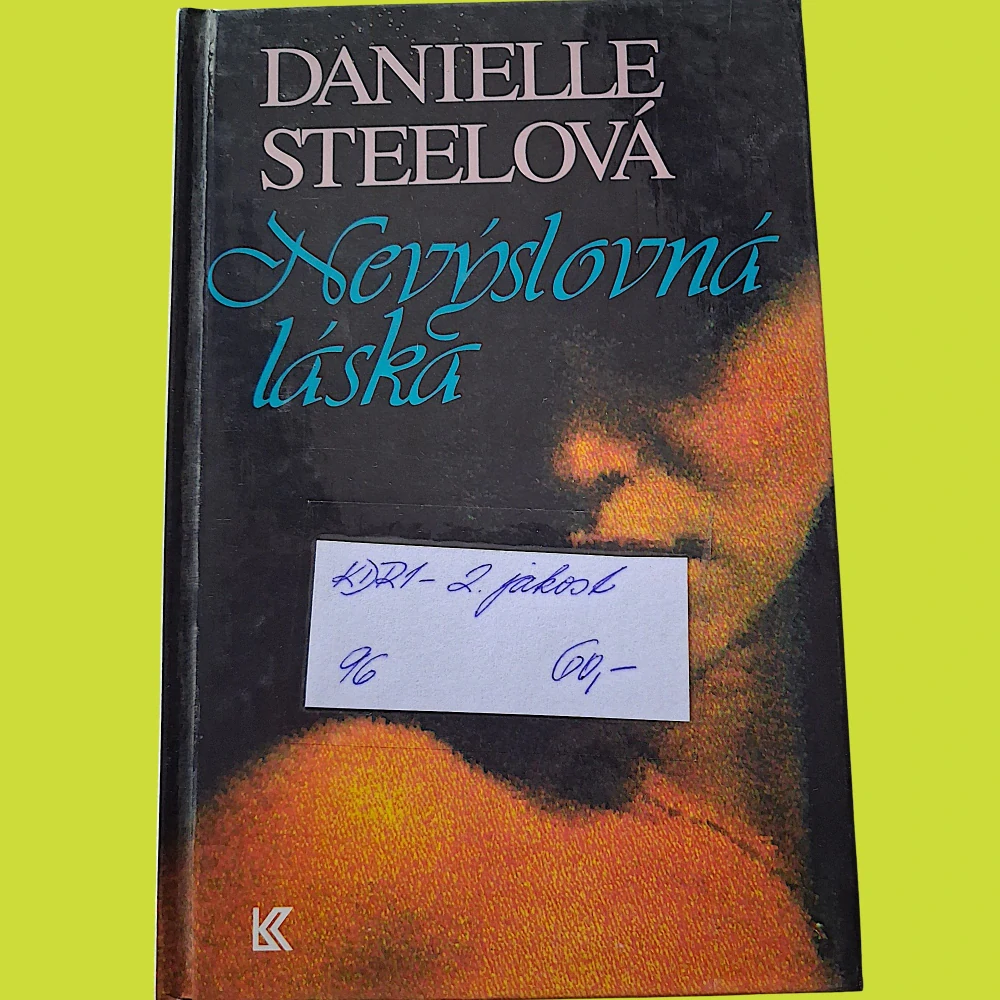 DANIELLE
STEELOVÁ
Nevýslovná
láska
KDR1 - 2. jakost
96 60,-
K